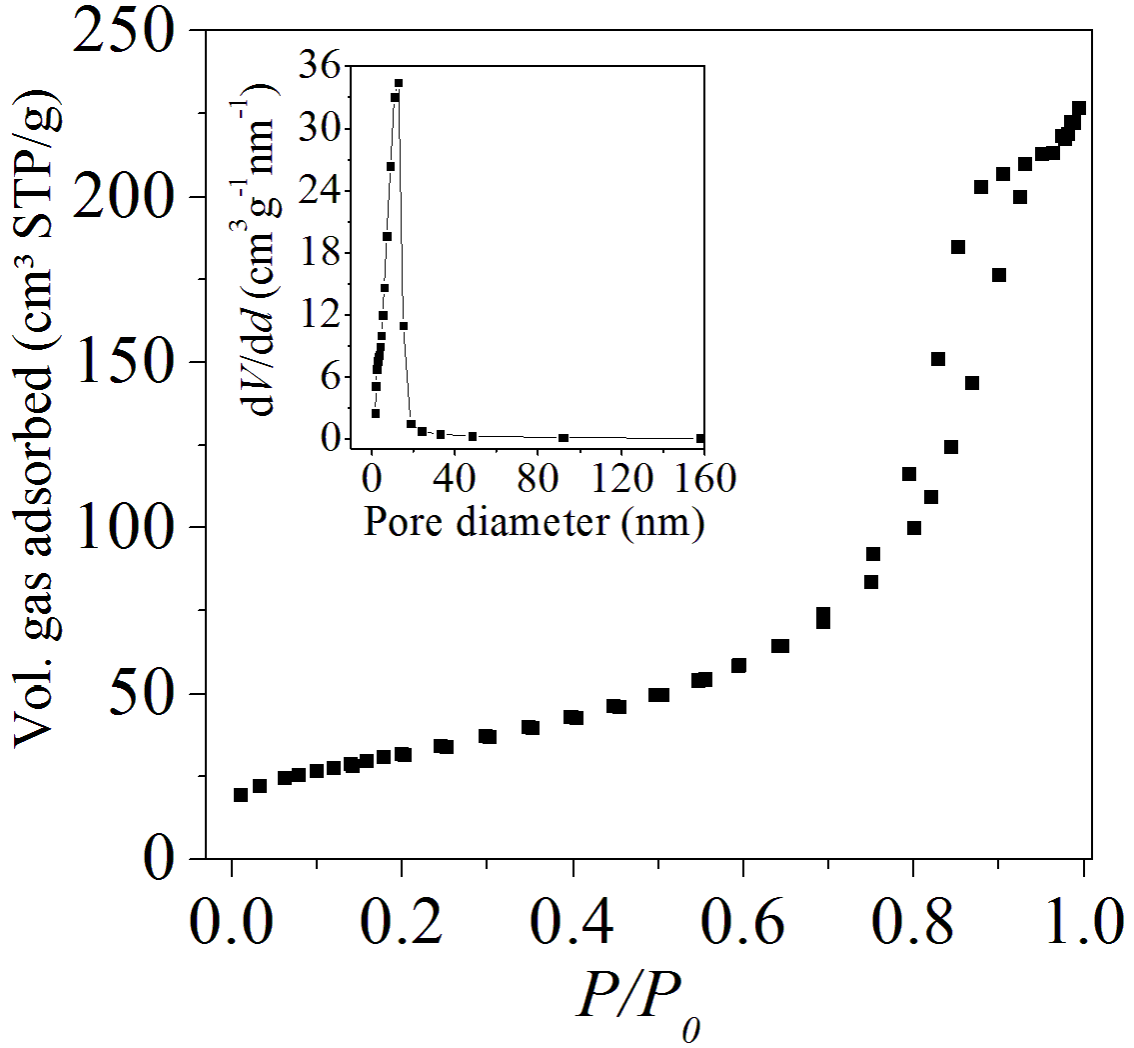 250
200
150
100
50
0
Vol. gas adsorbed (cm³ STP/g)
0.0 0.2 0.4 0.6 0.8 1.0
P/P₀
36
30
24
18
12
6
0
dV/dd (cm³ g⁻¹ nm⁻¹)
0 40 80 120 160
Pore diameter (nm)